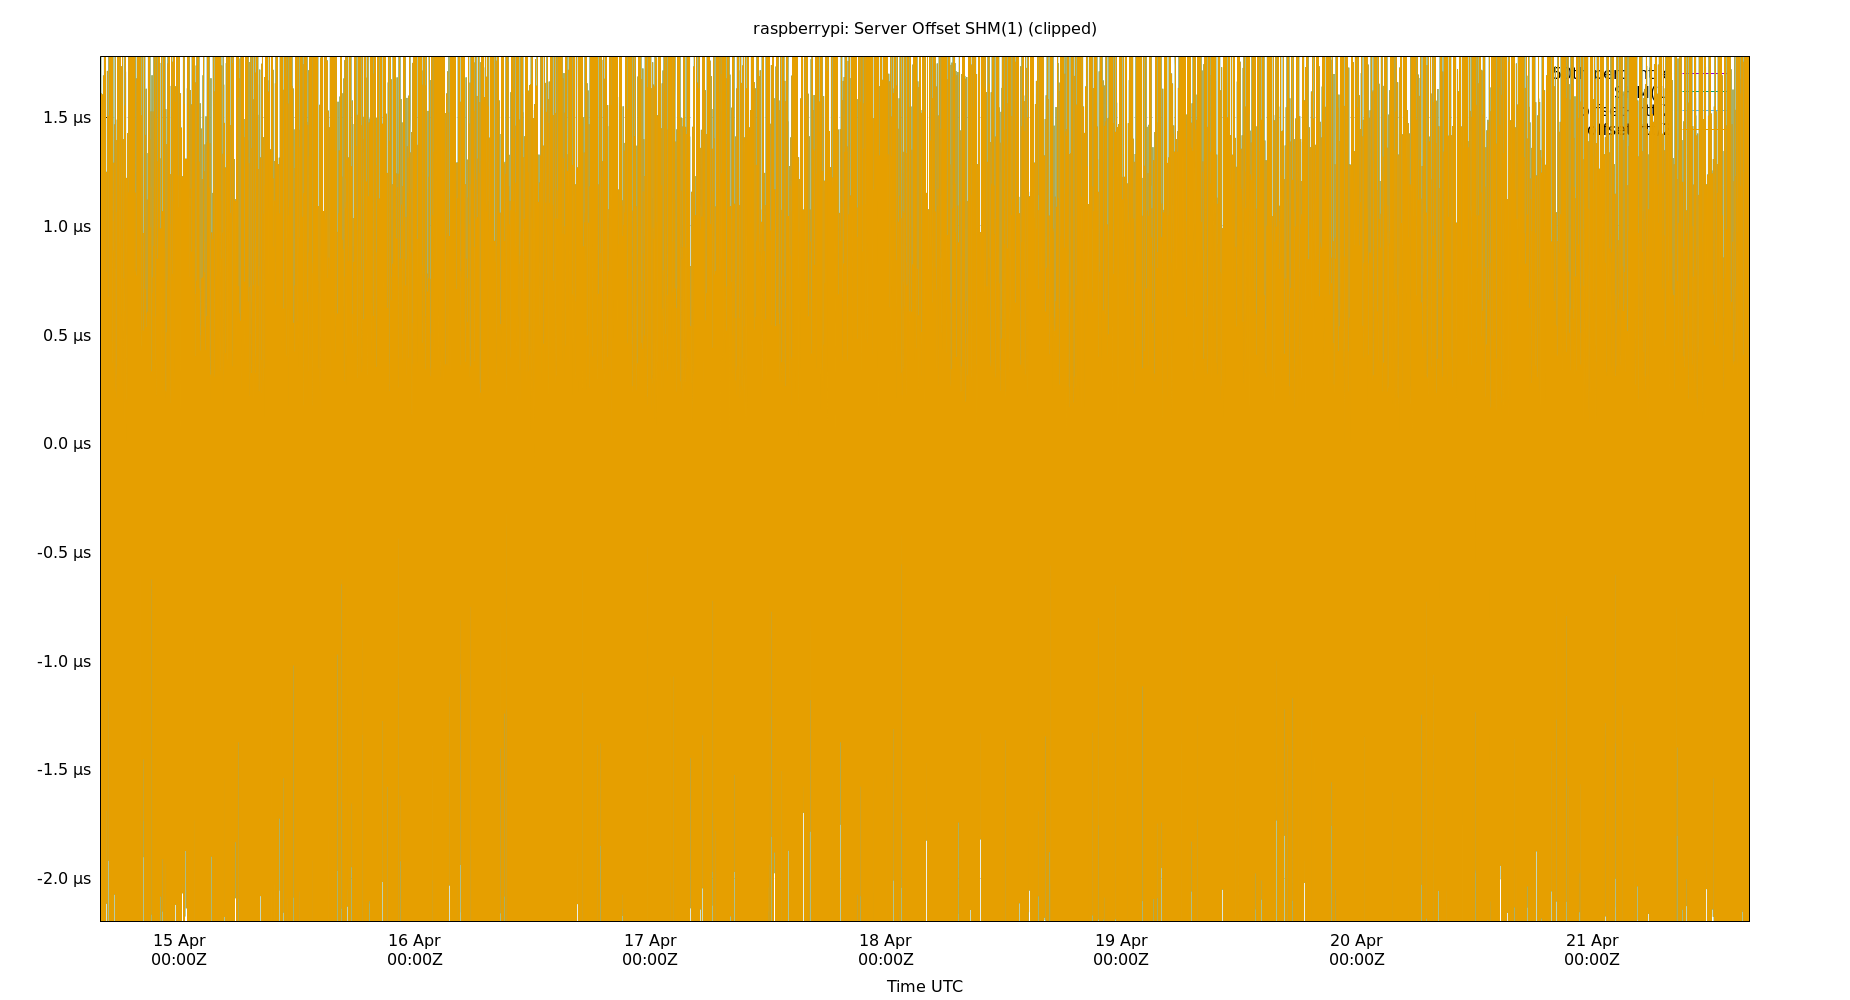 raspberrypi: Server Offset SHM(1) (clipped)
1.5 µs
1.0 µs
0.5 µs
0.0 µs
-0.5 µs
-1.0 µs
-1.5 µs
-2.0 µs
15 Apr 16 Apr 17 Apr 18 Apr 19 Apr 20 Apr 21 Apr
00:00Z 00:00Z 00:00Z 00:00Z 00:00Z 00:00Z 00:00Z
Time UTC